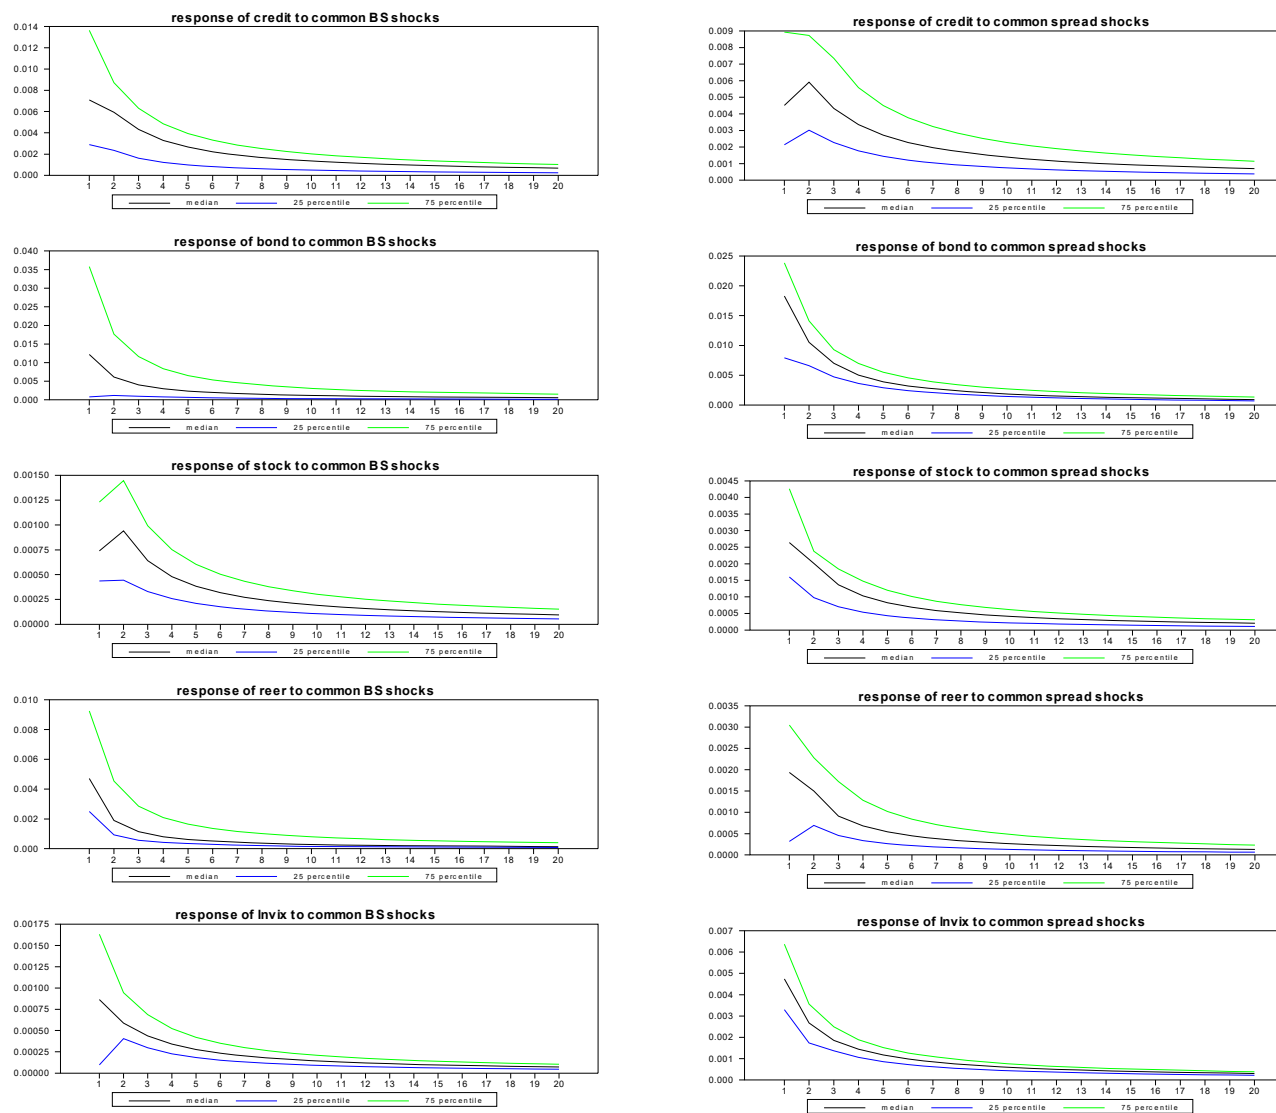 response of credit to common BS shocks
0.014
0.012
0.010
0.008
0.006
0.004
0.002
0.000
1 2 3 4 5 6 7 8 9 10 11 12 13 14 15 16 17 18 19 20
median 25 percentile 75 percentile
response of credit to common spread shocks
0.009
0.008
0.007
0.006
0.005
0.004
0.003
0.002
0.001
0.000
1 2 3 4 5 6 7 8 9 10 11 12 13 14 15 16 17 18 19 20
median 25 percentile 75 percentile
response of bond to common BS shocks
0.040
0.035
0.030
0.025
0.020
0.015
0.010
0.005
0.000
1 2 3 4 5 6 7 8 9 10 11 12 13 14 15 16 17 18 19 20
median 25 percentile 75 percentile
response of bond to common spread shocks
0.025
0.020
0.015
0.010
0.005
0.000
1 2 3 4 5 6 7 8 9 10 11 12 13 14 15 16 17 18 19 20
median 25 percentile 75 percentile
response of stock to common BS shocks
0.00150
0.00125
0.00100
0.00075
0.00050
0.00025
0.00000
1 2 3 4 5 6 7 8 9 10 11 12 13 14 15 16 17 18 19 20
median 25 percentile 75 percentile
response of stock to common spread shocks
0.0045
0.0040
0.0035
0.0030
0.0025
0.0020
0.0015
0.0010
0.0005
0.0000
1 2 3 4 5 6 7 8 9 10 11 12 13 14 15 16 17 18 19 20
median 25 percentile 75 percentile
response of reer to common BS shocks
0.010
0.008
0.006
0.004
0.002
0.000
1 2 3 4 5 6 7 8 9 10 11 12 13 14 15 16 17 18 19 20
median 25 percentile 75 percentile
response of reer to common spread shocks
0.0035
0.0030
0.0025
0.0020
0.0015
0.0010
0.0005
0.0000
1 2 3 4 5 6 7 8 9 10 11 12 13 14 15 16 17 18 19 20
median 25 percentile 75 percentile
response of lnvix to common BS shocks
0.00175
0.00150
0.00125
0.00100
0.00075
0.00050
0.00025
0.00000
1 2 3 4 5 6 7 8 9 10 11 12 13 14 15 16 17 18 19 20
median 25 percentile 75 percentile
response of lnvix to common spread shocks
0.007
0.006
0.005
0.004
0.003
0.002
0.001
0.000
1 2 3 4 5 6 7 8 9 10 11 12 13 14 15 16 17 18 19 20
median 25 percentile 75 percentile